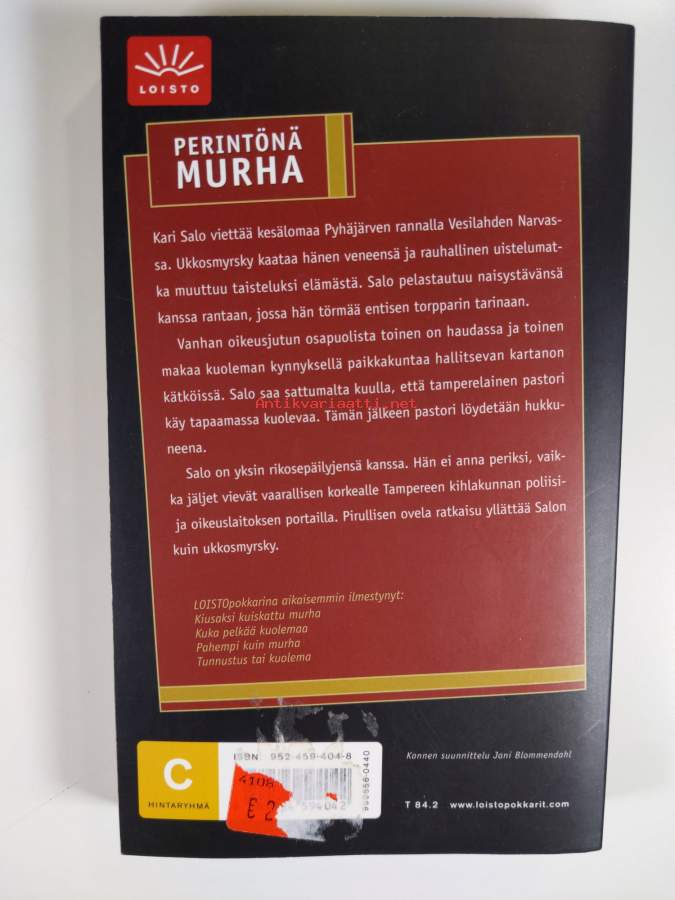 LOISTO
PERINTÖNÄ
MURHA
Kari Salo viettää kesälomaa Pyhäjärven rannalla Vesilahden Narvas-
sa. Ukkosmyrsky kaataa hänen veneensä ja rauhallinen uistelumat-
ka muuttuu taisteluksi elämästä. Salo pelastautuu naisystävänsä
kanssa rantaan, jossa hän törmää entisen torpparin tarinaan.
Vanhan oikeusjutun osapuolista toinen on haudassa ja toinen
makaa kuoleman kynnyksellä paikkakuntaa hallitsevan kartanon
kätköissä. Salo saa sattumalta kuulla, että tamperelainen pastori
Antikvariaatti.net
käy tapaamassa kuolevaa. Tämän jälkeen pastori löydetään hukku-
neena.
Salo on yksin rikosepäilyjensä kanssa. Hän ei anna periksi, vaik-
ka jäljet vievät vaarallisen korkealle Tampereen kihlakunnan poliisi-
ja oikeuslaitoksen portailla. Pirullisen ovela ratkaisu yllättää Salon
kuin ukkosmyrsky.
LOISTOpokkarina aikaisemmin ilmestynyt:
Kiusaksi kuiskattu murha
Kuka pelkää kuolemaa
Pahempi kuin murha
Tunnustus tai kuolema
C
HINTARYHMÄ
ISBN 952-459-404-8
4108
€ 2
594042
Kannen suunnittelu Jani Blommendahl
T 84.2 www.loistopokkarit.com